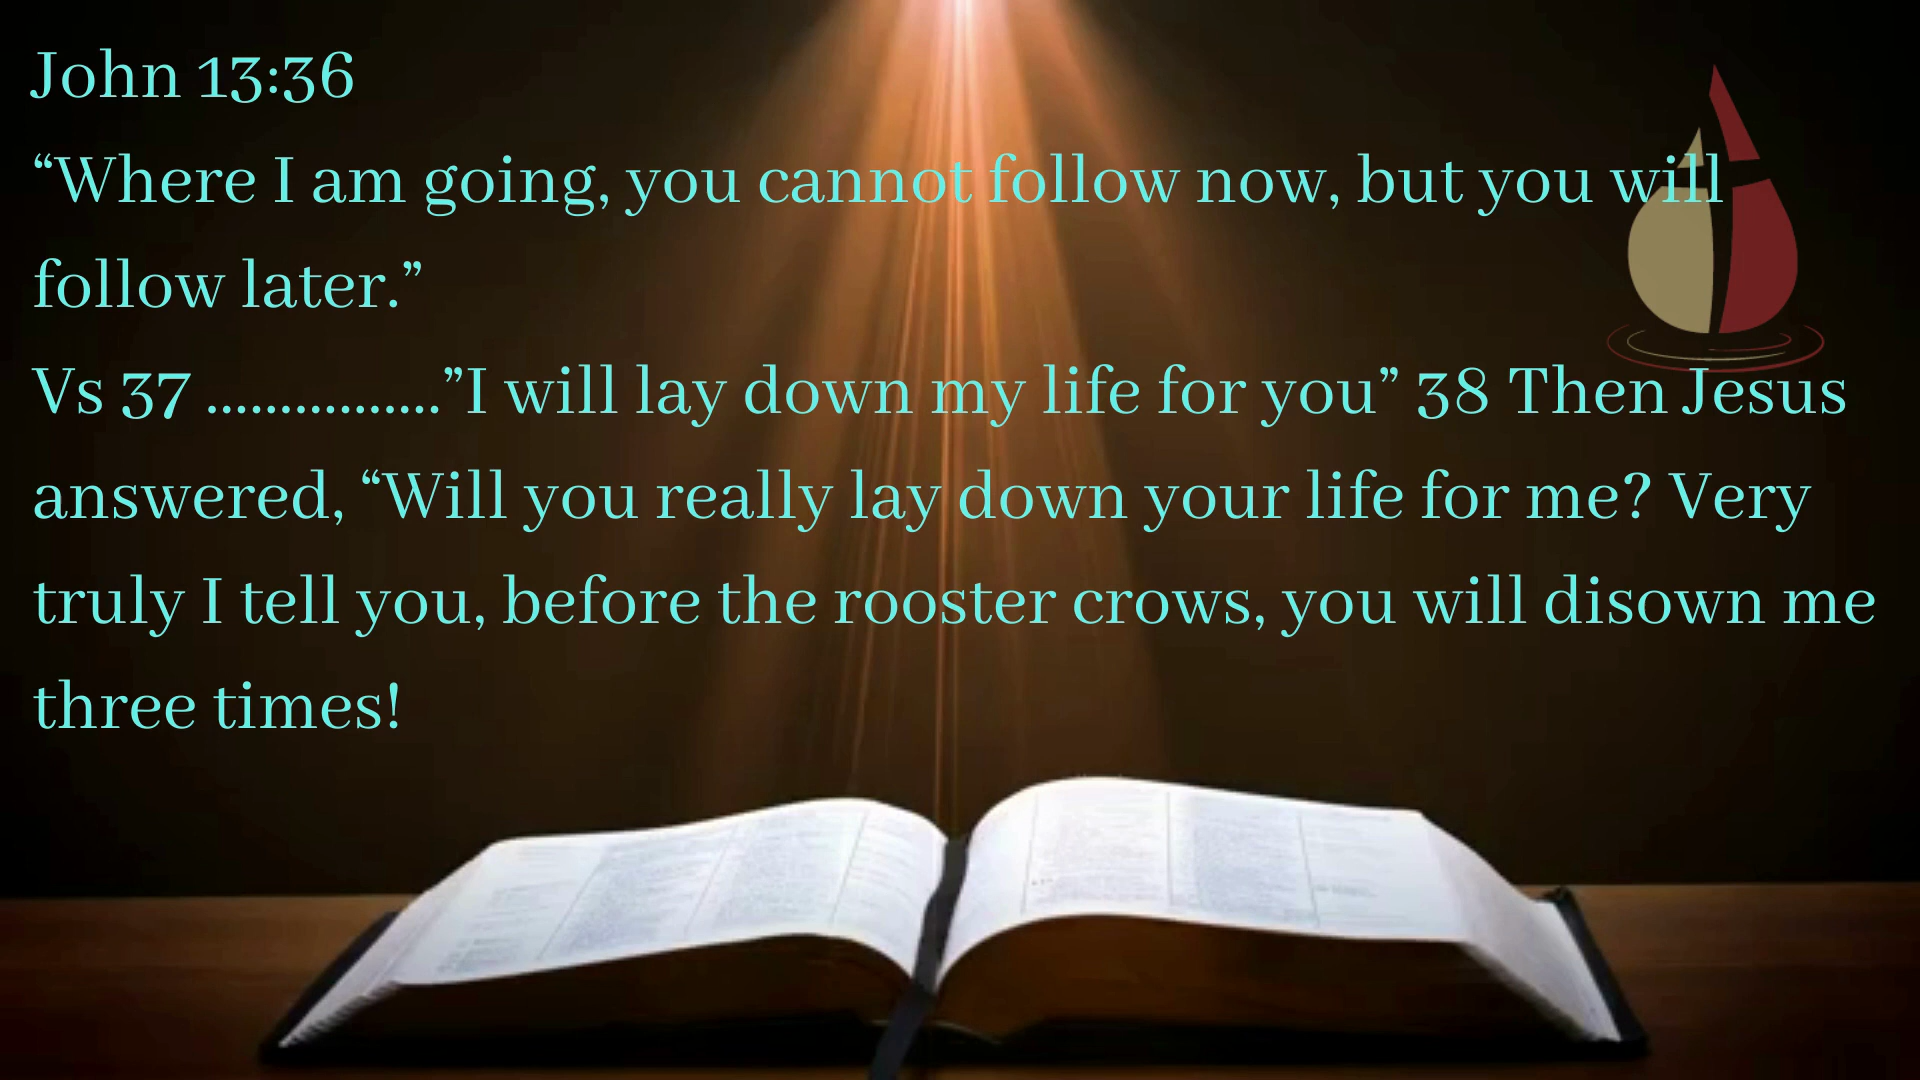 John 13:36
“Where I am going, you cannot follow now, but you will
follow later.”
Vs 37 ................”I will lay down my life for you” 38 Then Jesus
answered, “Will you really lay down your life for me? Very
truly I tell you, before the rooster crows, you will disown me
three times!